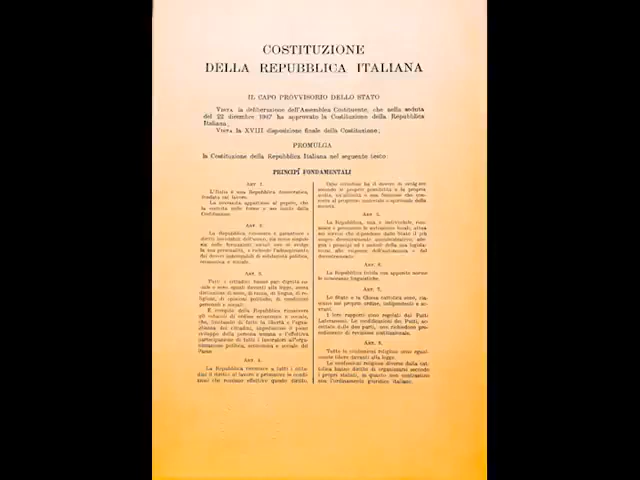 COSTITUZIONE
DELLA REPUBBLICA ITALIANA
IL CAPO PROVVISORIO DELLO STATO
VISTA la deliberazione dell'Assemblea Costituente, che nella seduta
del 22 dicembre 1947 ha approvato la Costituzione della Repubblica
Italiana;
VISTA la XVIII disposizione finale della Costituzione;
PROMULGA
la Costituzione della Repubblica Italiana nel seguente testo:
PRINCIPÎ FONDAMENTALI
ART. 1.
L'Italia è una Repubblica democratica,
fondata sul lavoro.
La sovranità appartiene al popolo, che
la esercita nelle forme e nei limiti della
Costituzione.
ART. 2.
La Repubblica riconosce e garantisce i
diritti inviolabili dell'uomo, sia come singolo
sia nelle formazioni sociali ove si svolge
la sua personalità, e richiede l'adempimento
dei doveri inderogabili di solidarietà politica,
economica e sociale.
ART. 3.
Tutti i cittadini hanno pari dignità so-
ciale e sono eguali davanti alla legge, senza
distinzione di sesso, di razza, di lingua, di re-
ligione, di opinioni politiche, di condizioni
personali e sociali.
È compito della Repubblica rimuovere
gli ostacoli di ordine economico e sociale,
che, limitando di fatto la libertà e l'egua-
glianza dei cittadini, impediscono il pieno
sviluppo della persona umana e l'effettiva
partecipazione di tutti i lavoratori all'orga-
nizzazione politica, economica e sociale del
Paese.
ART. 4.
La Repubblica riconosce a tutti i citta-
dini il diritto al lavoro e promuove le condi-
zioni che rendano effettivo questo diritto.
Ogni cittadino ha il dovere di svolgere,
secondo le proprie possibilità e la propria
scelta, un'attività o una funzione che con-
corra al progresso materiale o spirituale della
società.
ART. 5.
La Repubblica, una e indivisibile, rico-
nosce e promuove le autonomie locali; attua
nei servizi che dipendono dallo Stato il più
ampio decentramento amministrativo; ade-
gua i principi ed i metodi della sua legisla-
zione alle esigenze dell'autonomia e del
decentramento.
ART. 6.
La Repubblica tutela con apposite norme
le minoranze linguistiche.
ART. 7.
Lo Stato e la Chiesa cattolica sono, cia-
scuno nel proprio ordine, indipendenti e so-
vrani.
I loro rapporti sono regolati dai Patti
Lateranensi. Le modificazioni dei Patti, ac-
cettate dalle due parti, non richiedono pro-
cedimento di revisione costituzionale.
ART. 8.
Tutte le confessioni religiose sono egual-
mente libere davanti alla legge.
Le confessioni religiose diverse dalla cat-
tolica hanno diritto di organizzarsi secondo
i propri statuti, in quanto non contrastino
con l'ordinamento giuridico italiano.